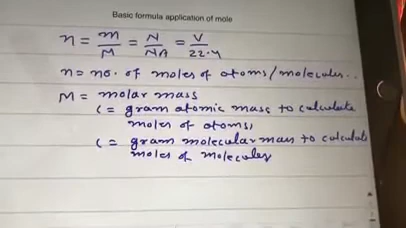 Basic formula application of mole
n = m/M = N/NA = V/22.4
n = no. of moles of atoms/molecules..
M = molar mass
(= gram atomic mass to calculate
moles of atoms,
(= gram molecular mass to calculat
moles of molecules